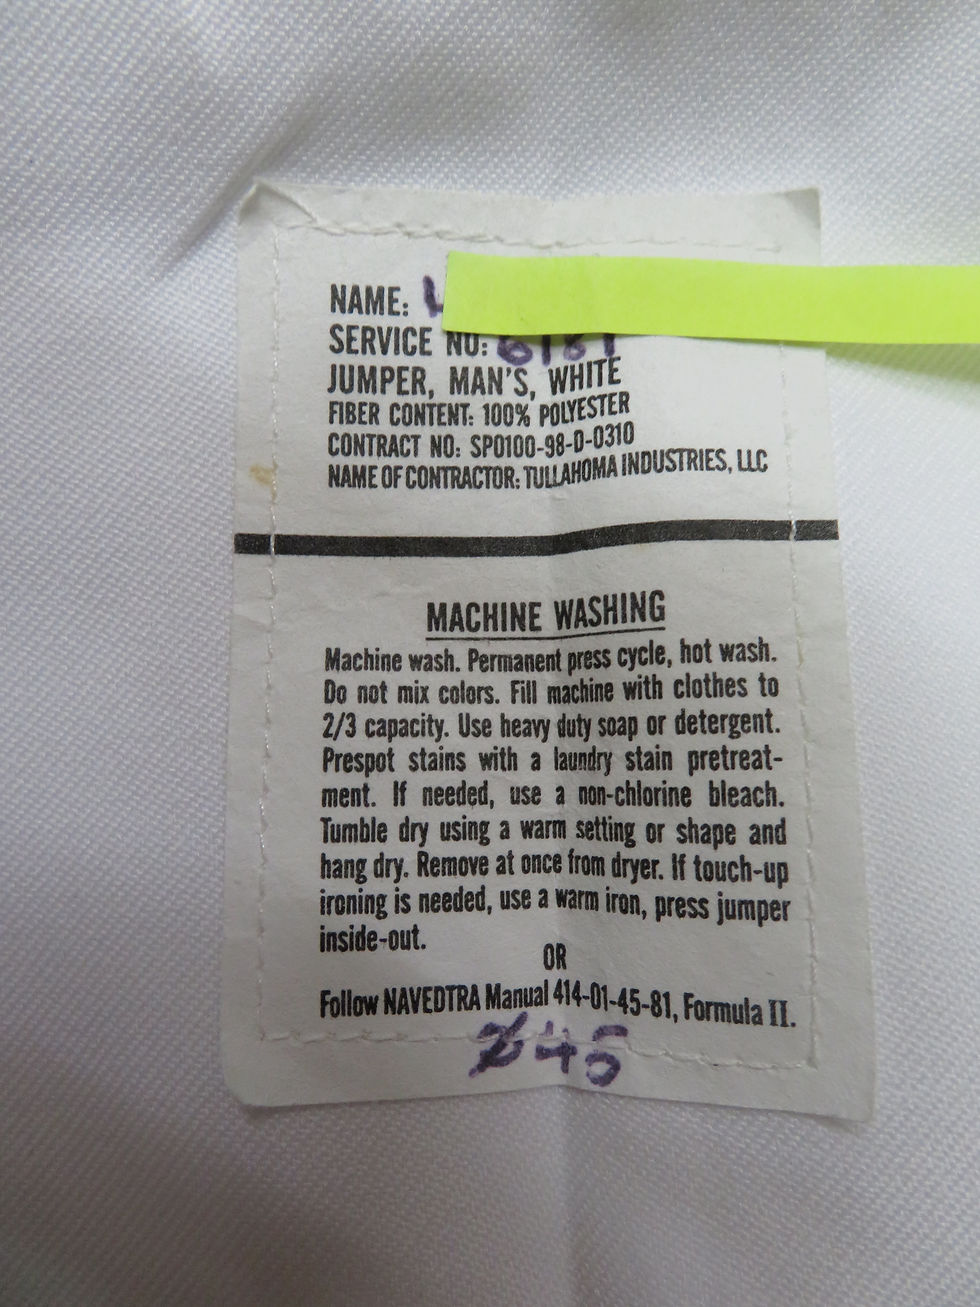 NAME: L
SERVICE NO: 6181
JUMPER, MAN'S, WHITE
FIBER CONTENT: 100% POLYESTER
CONTRACT NO: SPO100-98-D-0310
NAME OF CONTRACTOR: TULLAHOMA INDUSTRIES, LLC
MACHINE WASHING
Machine wash. Permanent press cycle, hot wash.
Do not mix colors. Fill machine with clothes to
2/3 capacity. Use heavy duty soap or detergent.
Prespot stains with a laundry stain pretreat-
ment. If needed, use a non-chlorine bleach.
Tumble dry using a warm setting or shape and
hang dry. Remove at once from dryer. If touch-up
ironing is needed, use a warm iron, press jumper
inside-out.
OR
Follow NAVEDTRA Manual 414-01-45-81, Formula II.